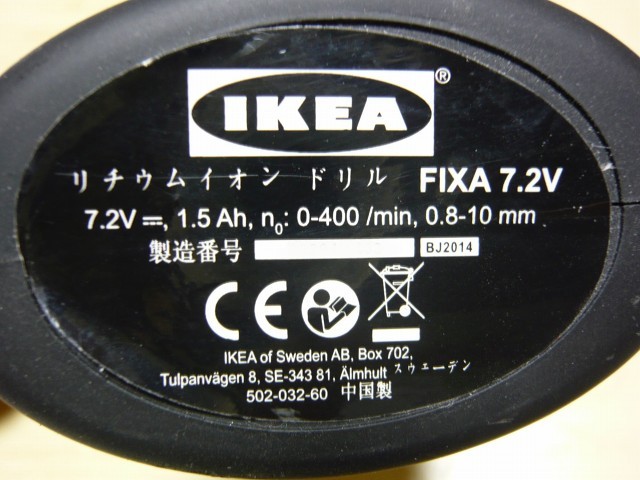 IKEA®
リチウムイオン ドリル FIXA 7.2V
7.2V ⎓, 1.5 Ah, n₀: 0-400 /min, 0.8-10 mm
製造番号 BJ2014
CE
IKEA of Sweden AB, Box 702,
Tulpanvägen 8, SE-343 81, Älmhult スウェーデン
502-032-60 中国製